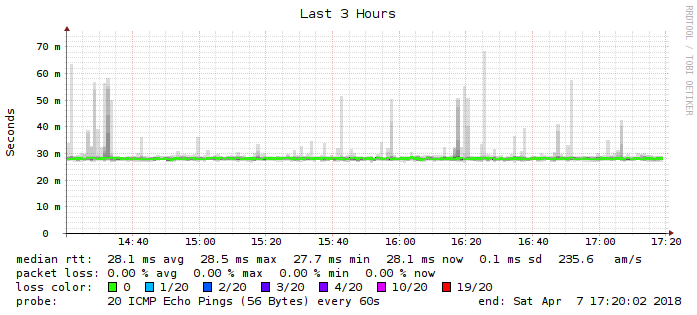 Last 3 Hours
RRDTOOL / TOBI OETIKER
Seconds
70 m
60 m
50 m
40 m
30 m
20 m
10 m
0
14:40 15:00 15:20 15:40 16:00 16:20 16:40 17:00 17:20
median rtt: 28.1 ms avg 28.5 ms max 27.7 ms min 28.1 ms now 0.1 ms sd 235.6 am/s
packet loss: 0.00 % avg 0.00 % max 0.00 % min 0.00 % now
loss color: 0 1/20 2/20 3/20 4/20 10/20 19/20
probe: 20 ICMP Echo Pings (56 Bytes) every 60s end: Sat Apr 7 17:20:02 2018